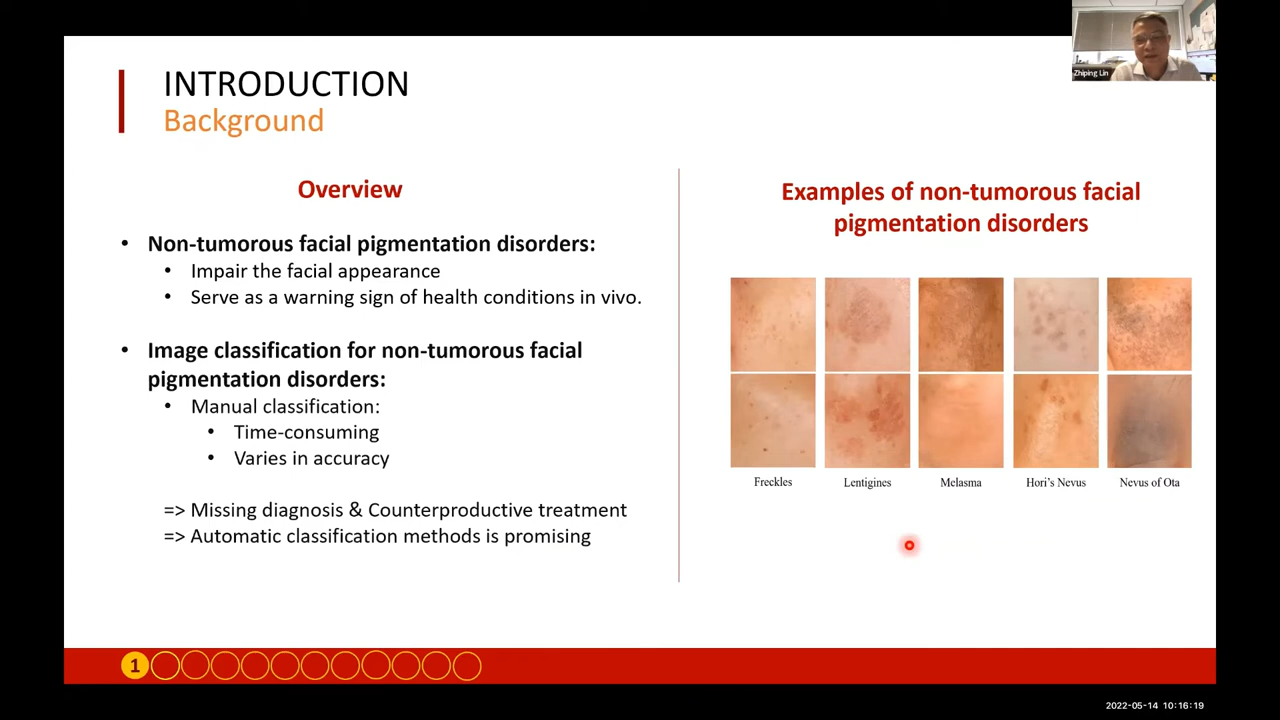 INTRODUCTION
Background
Zhiping Lin
Overview
• Non-tumorous facial pigmentation disorders:
• Impair the facial appearance
• Serve as a warning sign of health conditions in vivo.
• Image classification for non-tumorous facial
pigmentation disorders:
• Manual classification:
• Time-consuming
• Varies in accuracy
=> Missing diagnosis & Counterproductive treatment
=> Automatic classification methods is promising
Examples of non-tumorous facial
pigmentation disorders
Freckles Lentigines Melasma Hori's Nevus Nevus of Ota
1
2022-05-14 10:16:19